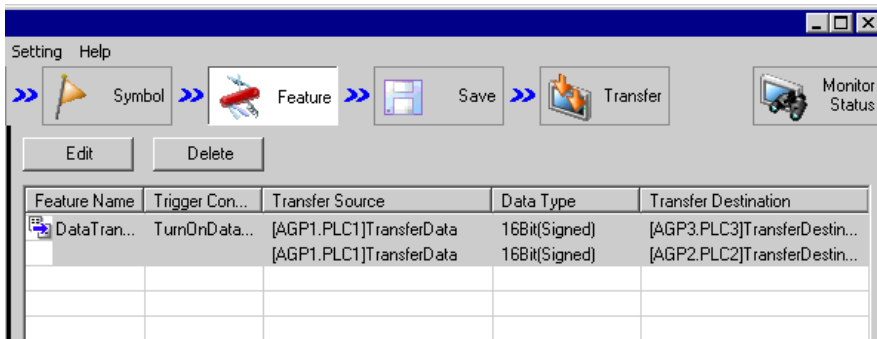 Setting Help
Symbol Feature Save Transfer Monitor Status
Edit Delete
Feature Name Trigger Con... Transfer Source Data Type Transfer Destination
DataTran... TurnOnData... [AGP1.PLC1]TransferData 16Bit(Signed) [AGP3.PLC3]TransferDestin...
[AGP1.PLC1]TransferData 16Bit(Signed) [AGP2.PLC2]TransferDestin...